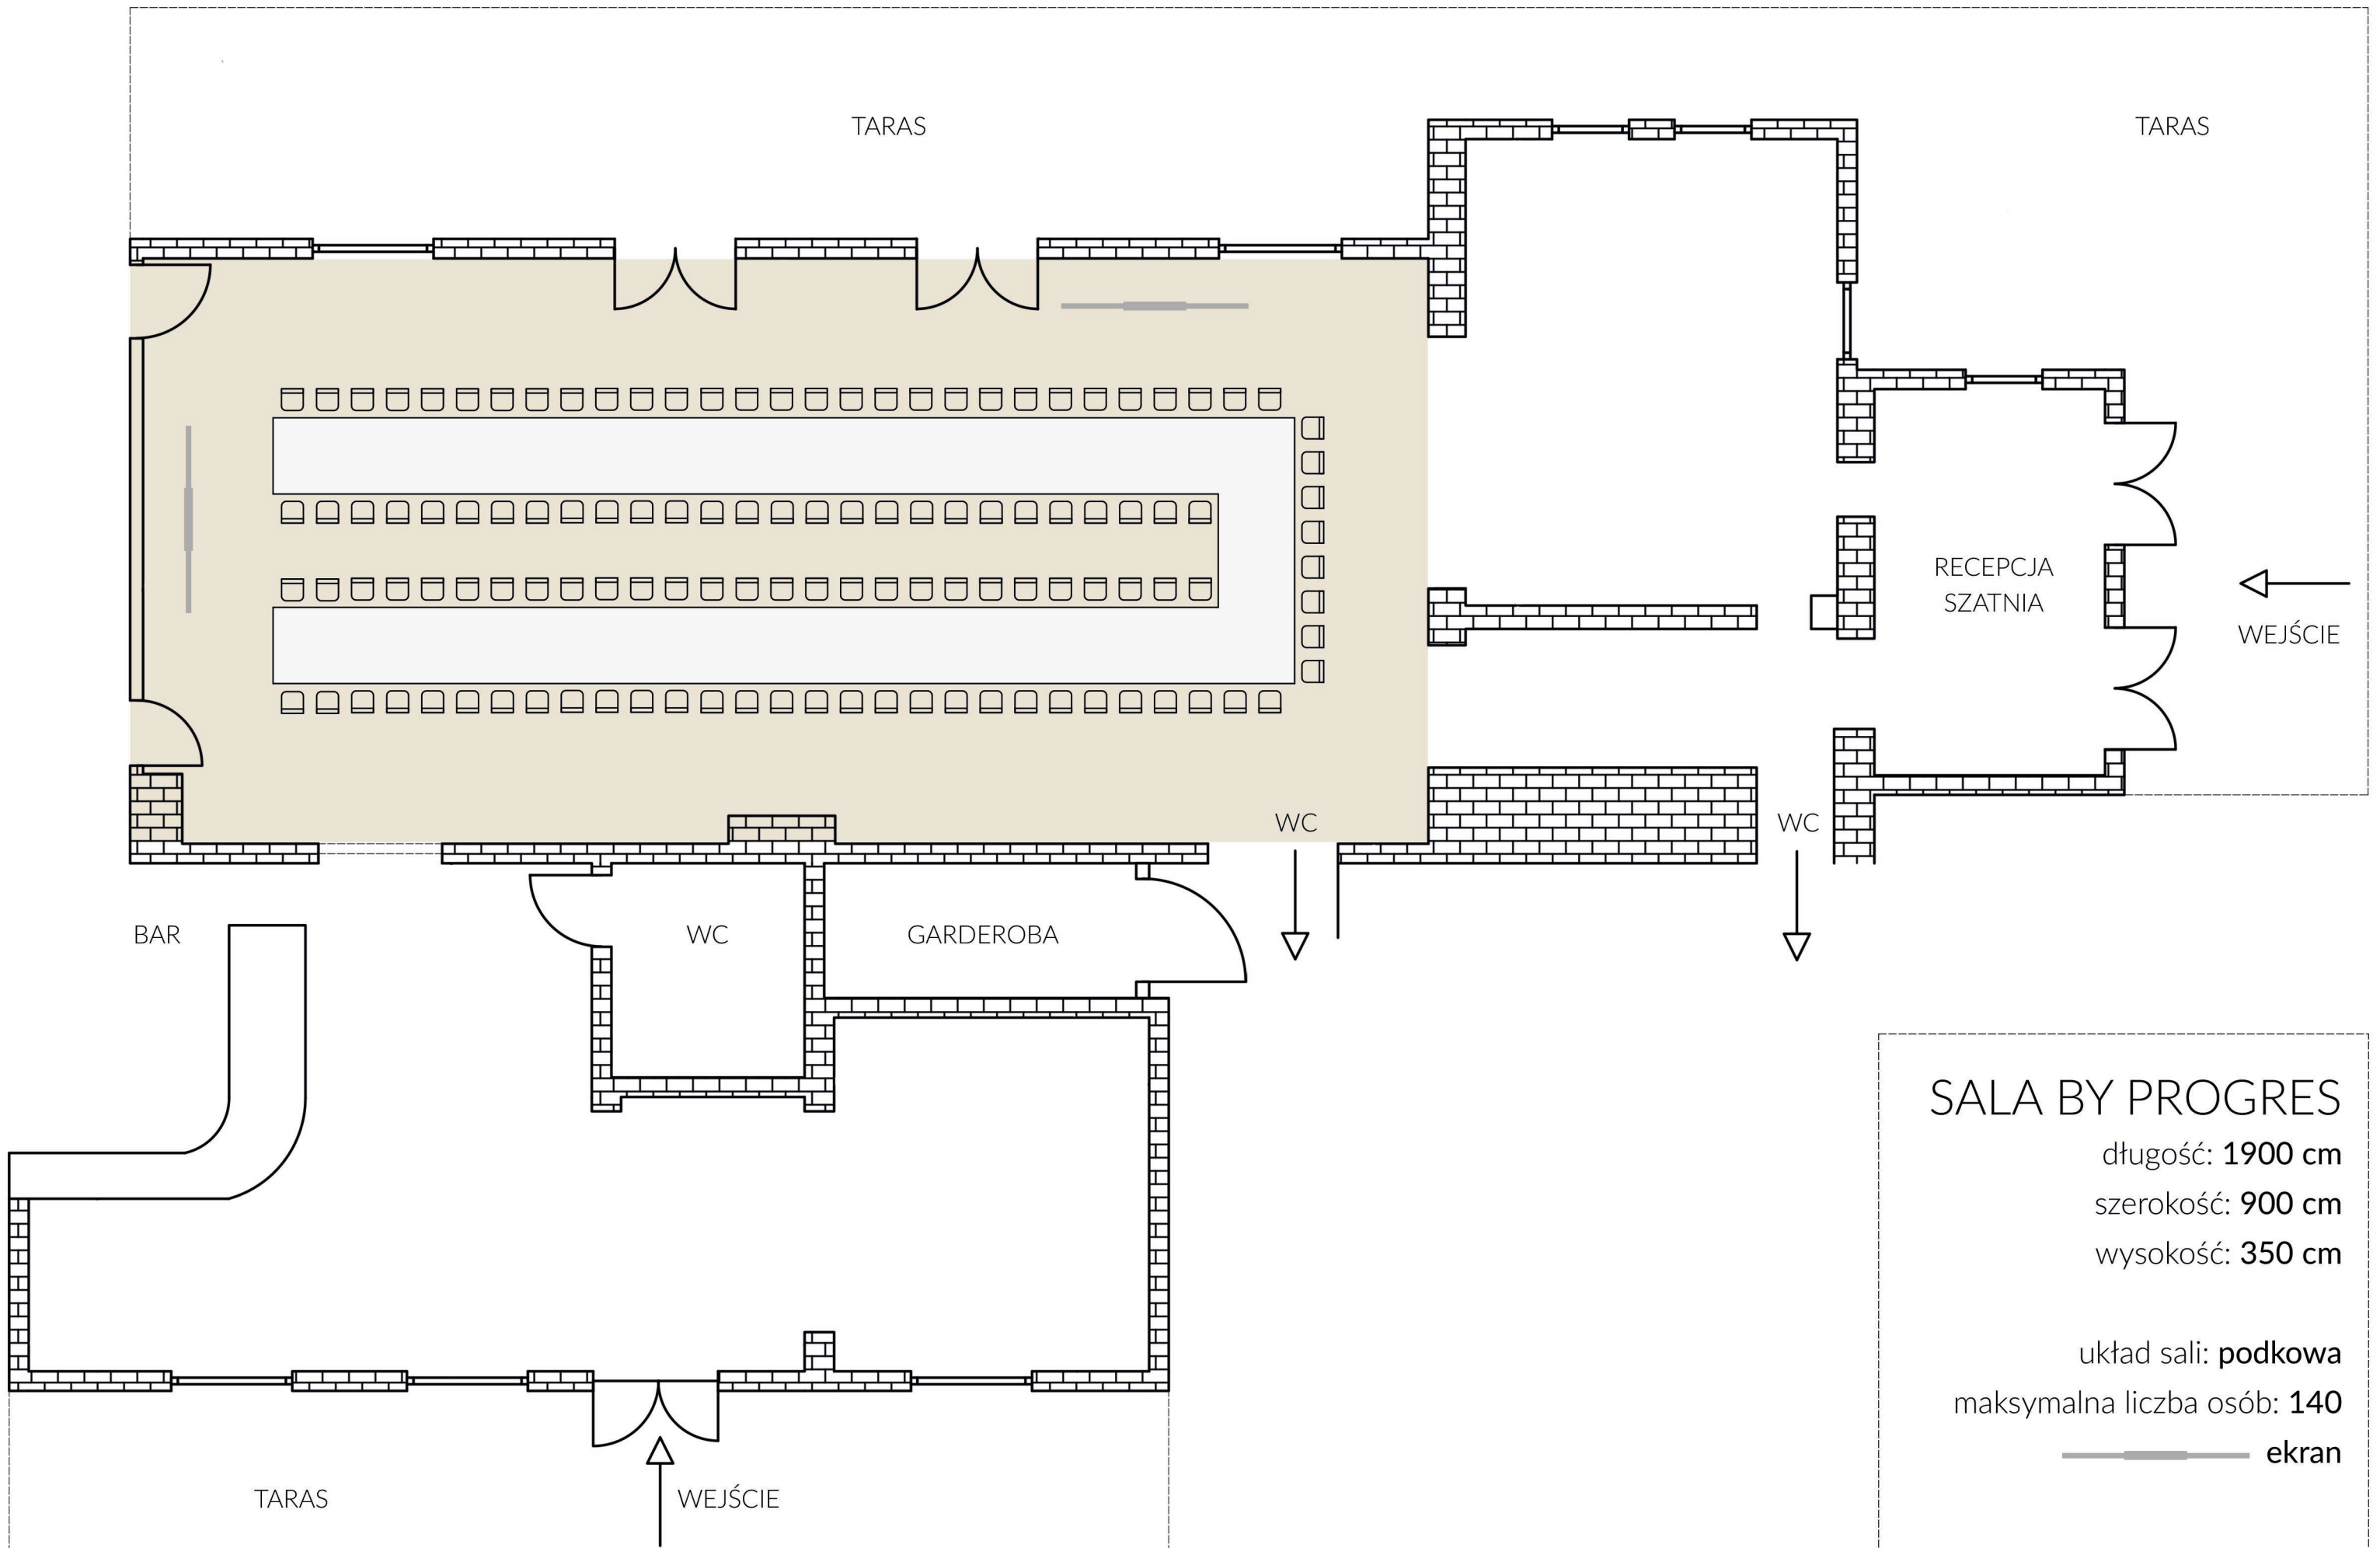 TARAS
TARAS
RECEPCJA
SZATNIA
WEJŚCIE
WC
WC
BAR
WC
GARDEROBA
SALA BY PROGRES
długość: 1900 cm
szerokość: 900 cm
wysokość: 350 cm
układ sali: podkowa
maksymalna liczba osób: 140
ekran
TARAS
WEJŚCIE